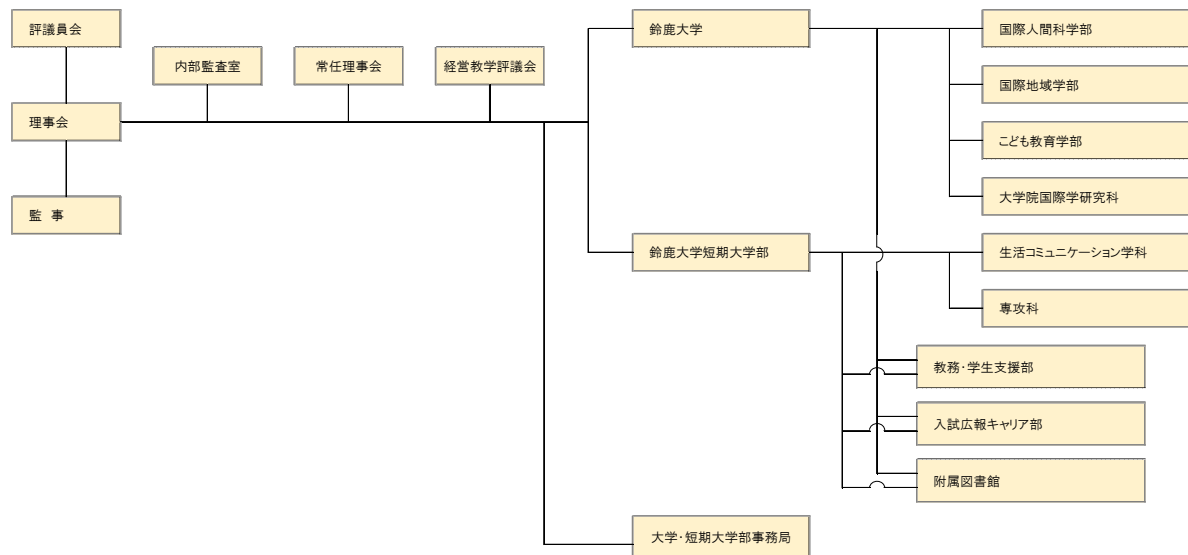 評議員会
鈴鹿大学
国際人間科学部
内部監査室
常任理事会
経営教学評議会
国際地域学部
理事会
こども教育学部
監 事
大学院国際学研究科
鈴鹿大学短期大学部
生活コミュニケーション学科
専攻科
教務・学生支援部
入試広報キャリア部
附属図書館
大学・短期大学部事務局